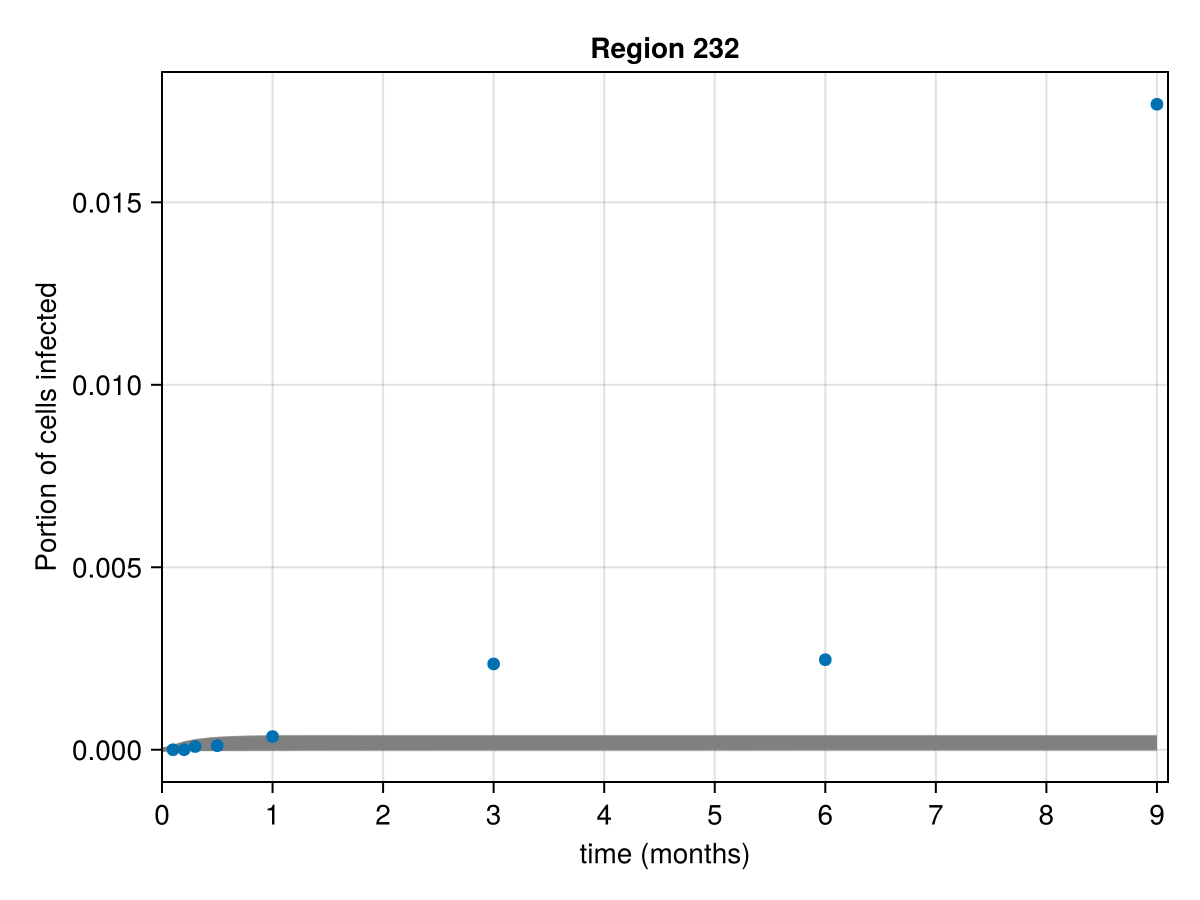 Region 232
0.015
0.010
0.005
0.000
Portion of cells infected
0 1 2 3 4 5 6 7 8 9
time (months)